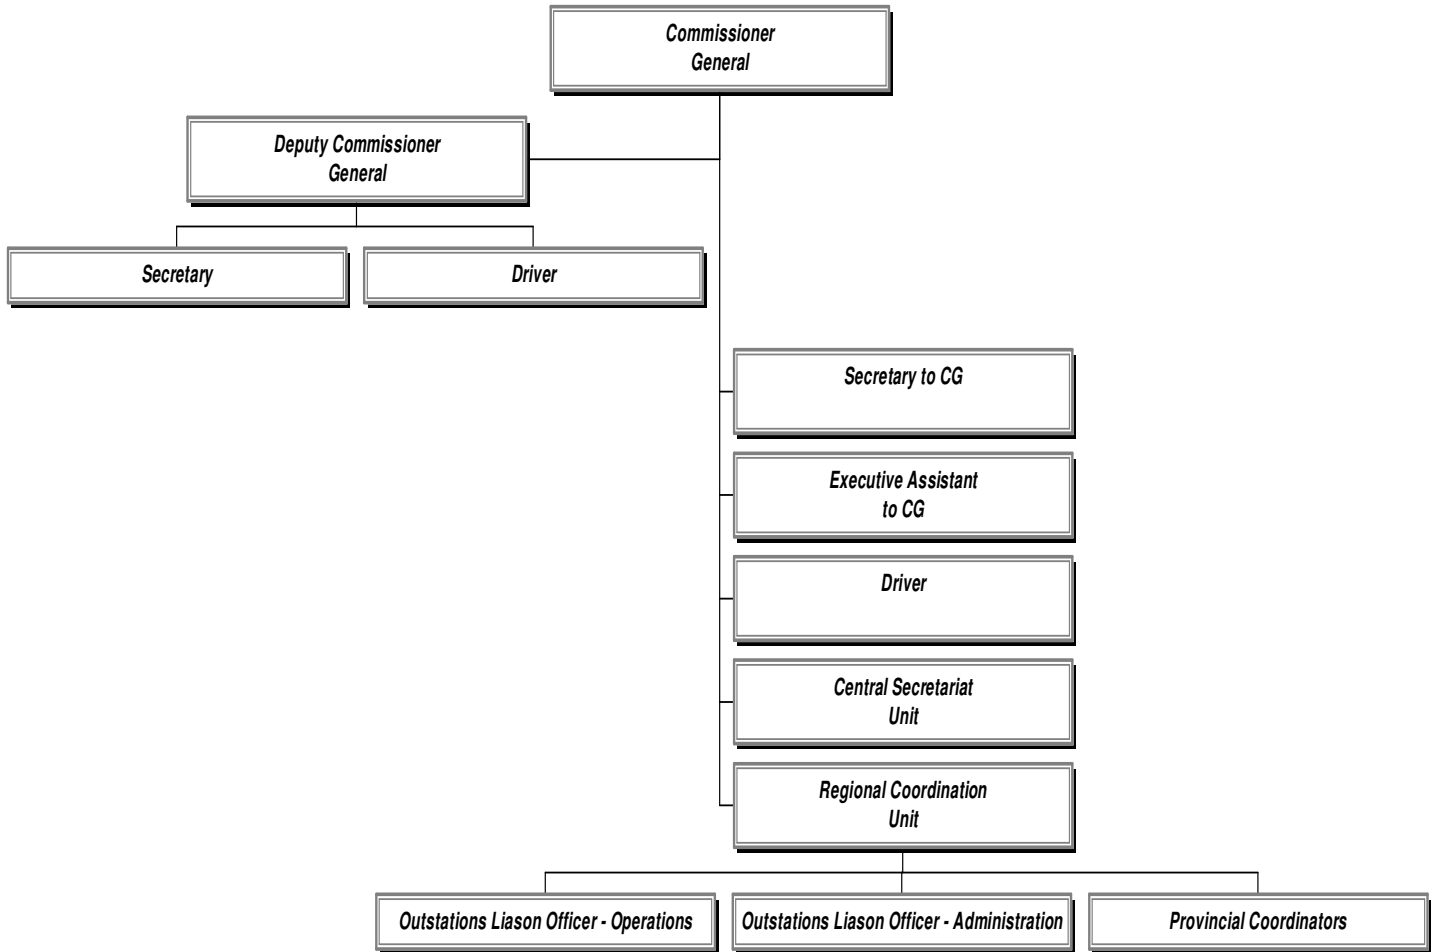 Commissioner
General
Deputy Commissioner
General
Secretary
Driver
Secretary to CG
Executive Assistant
to CG
Driver
Central Secretariat
Unit
Regional Coordination
Unit
Outstations Liason Officer - Operations
Outstations Liason Officer - Administration
Provincial Coordinators